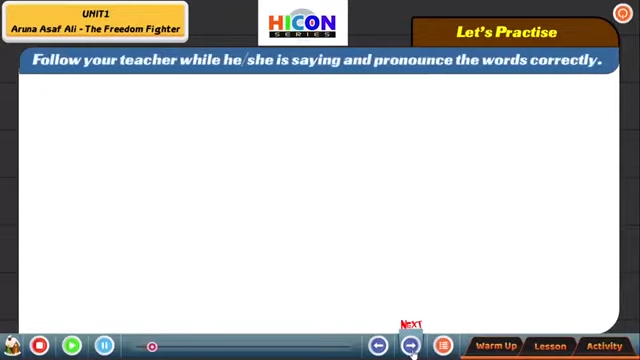 UNIT1
Aruna Asaf Ali - The Freedom Fighter
HICON
SERIES
Let's Practise
Follow your teacher while he/she is saying and pronounce the words correctly.
NEXT
Warm Up
Lesson
Activity